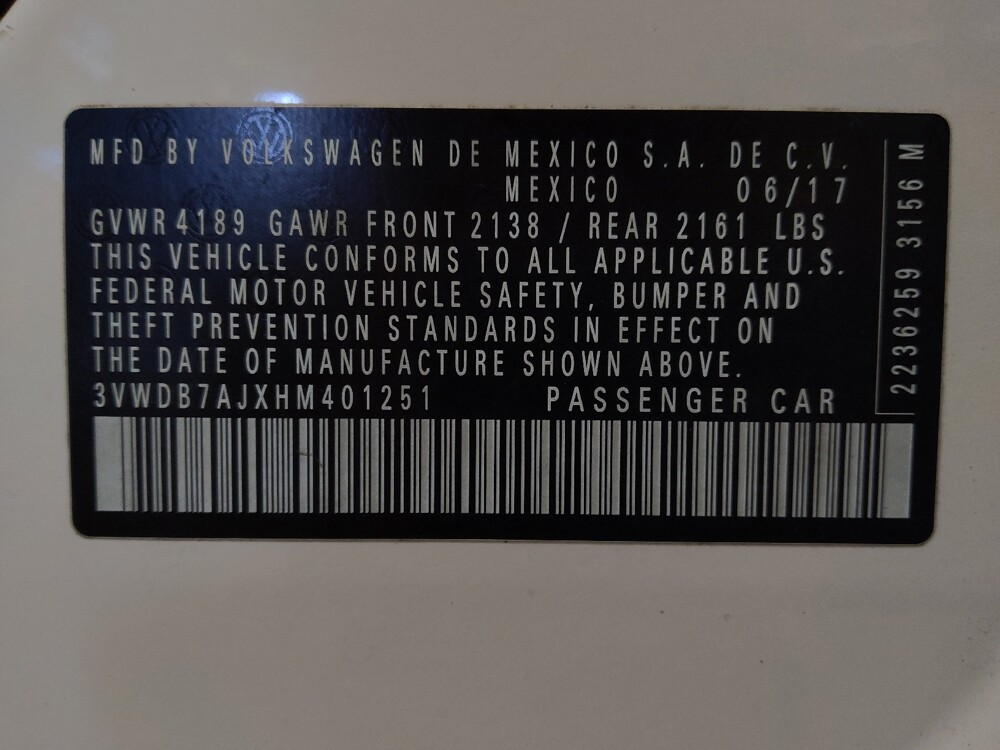 MFD BY VOLKSWAGEN DE MEXICO S.A. DE C.V.
MEXICO 06/17
GVWR 4189 GAWR FRONT 2138 / REAR 2161 LBS
THIS VEHICLE CONFORMS TO ALL APPLICABLE U.S.
FEDERAL MOTOR VEHICLE SAFETY, BUMPER AND
THEFT PREVENTION STANDARDS IN EFFECT ON
THE DATE OF MANUFACTURE SHOWN ABOVE.
3VWDB7AJXHM401251 PASSENGER CAR
2236259 3156 M